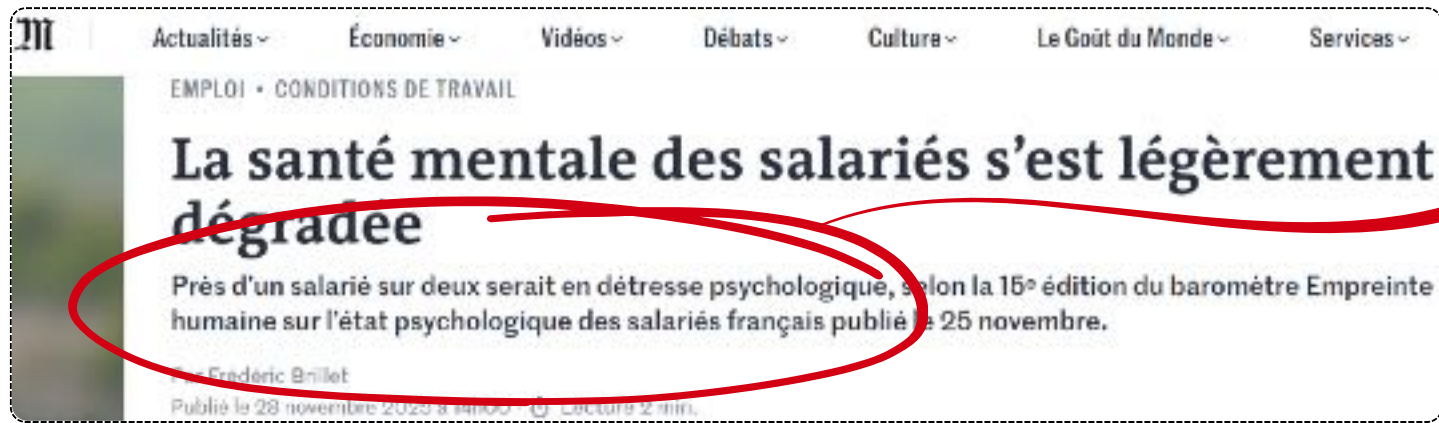 M
Actualités Économie Vidéos Débats Culture Le Goût du Monde Services
EMPLOI • CONDITIONS DE TRAVAIL
La santé mentale des salariés s’est légèrement
dégradée
Près d’un salarié sur deux serait en détresse psychologique, selon la 15e édition du baromètre Empreinte
humaine sur l’état psychologique des salariés français publié le 25 novembre.
Par Frédéric Brillet
Publié le 28 novembre 2025 à 14h00 · Lecture 2 min.